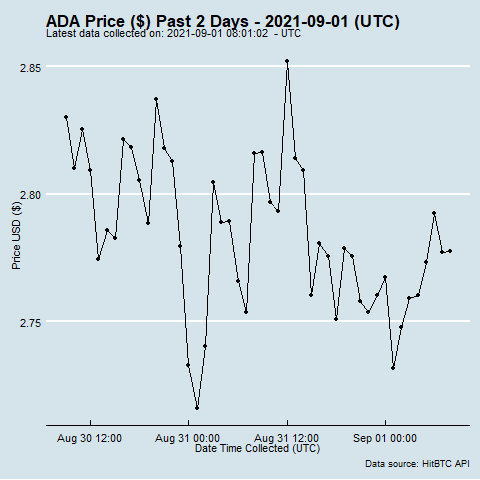 ADA Price ($) Past 2 Days - 2021-09-01 (UTC)
Latest data collected on: 2021-09-01 08:01:02  - UTC
2.85
2.80
2.75
Price USD ($)
Aug 30 12:00
Aug 31 00:00
Aug 31 12:00
Sep 01 00:00
Date Time Collected (UTC)
Data source: HitBTC API